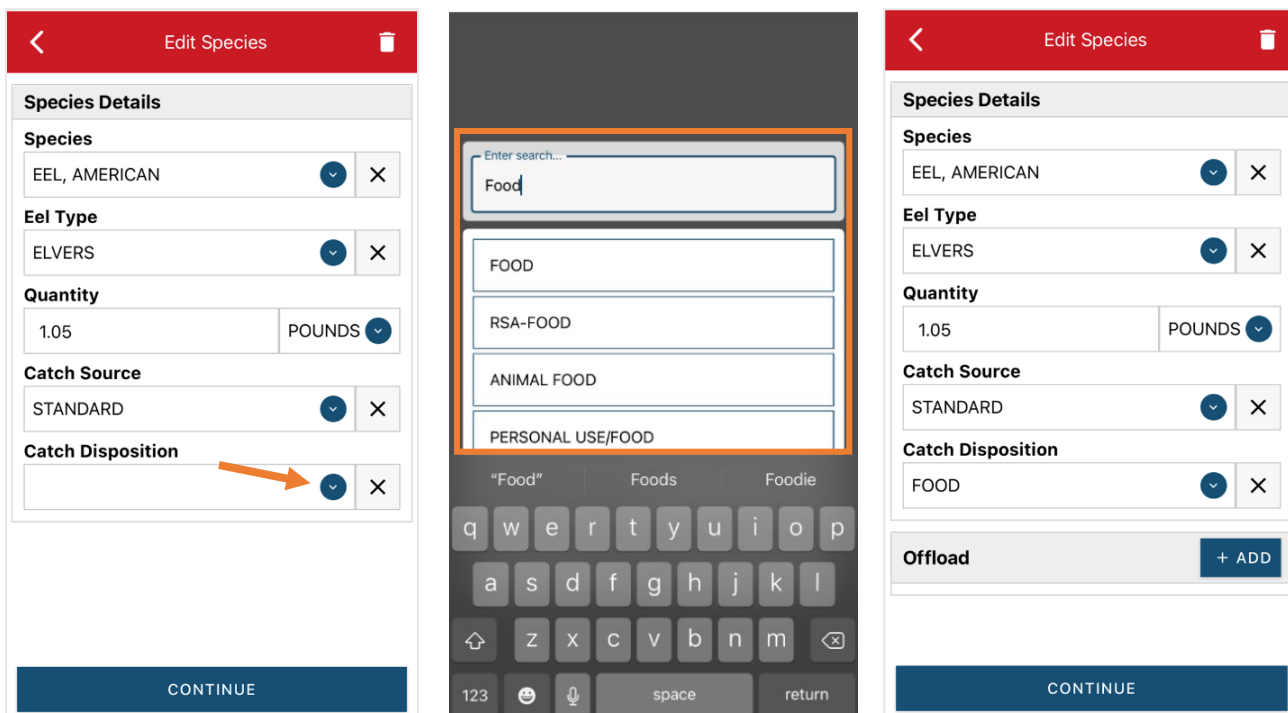 Edit Species
Species Details
Species
EEL, AMERICAN
Eel Type
ELVERS
Quantity
1.05 POUNDS
Catch Source
STANDARD
Catch Disposition
CONTINUE
Enter search...
Food
FOOD
RSA-FOOD
ANIMAL FOOD
PERSONAL USE/FOOD
“Food” Foods Foodie
q w e r t y u i o p
a s d f g h j k l
z x c v b n m
123 space return
Edit Species
Species Details
Species
EEL, AMERICAN
Eel Type
ELVERS
Quantity
1.05 POUNDS
Catch Source
STANDARD
Catch Disposition
FOOD
Offload + ADD
CONTINUE